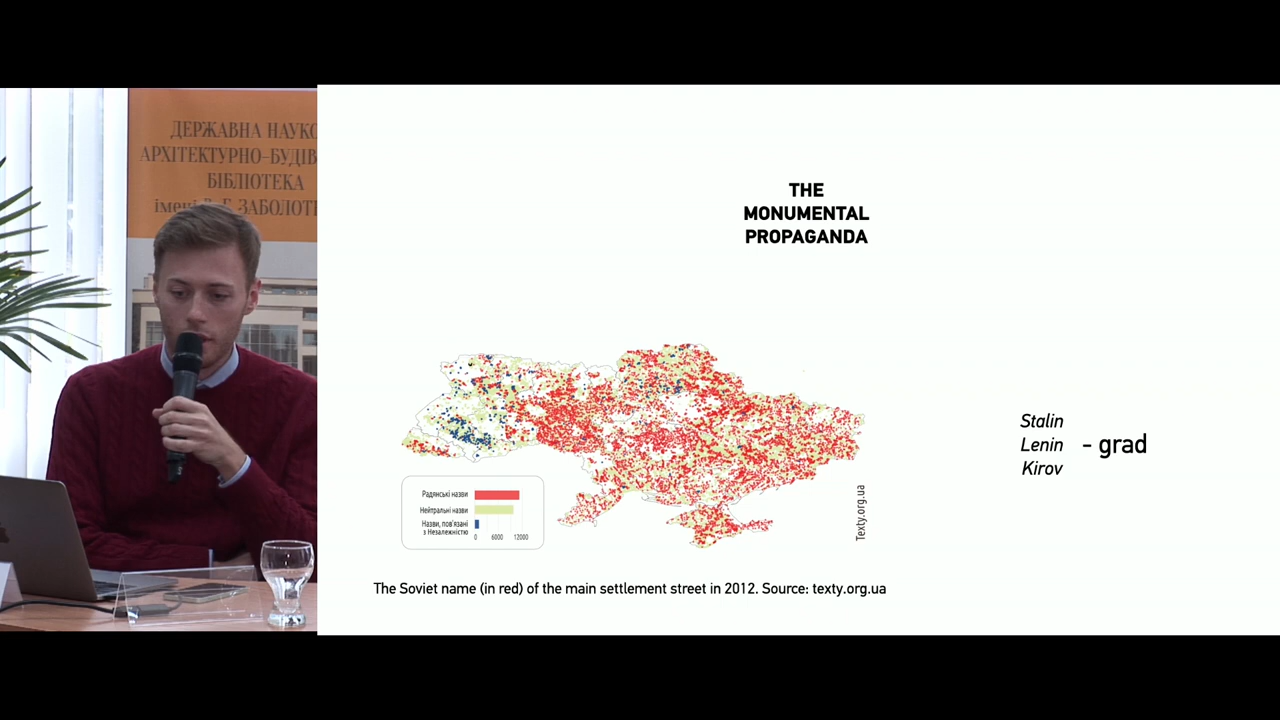 ДЕРЖАВНА НАУКО
АРХІТЕКТУРНО–БУДІВ
БІБЛІОТЕКА
імені В. Г. ЗАБОЛОТ
THE
MONUMENTAL
PROPAGANDA
Stalin
Lenin
Kirov
- grad
Радянські назви
Нейтральні назви
Назви, пов'язані
з Незалежністю
0 6000 12000
Texty.org.ua
The Soviet name (in red) of the main settlement street in 2012. Source: texty.org.ua